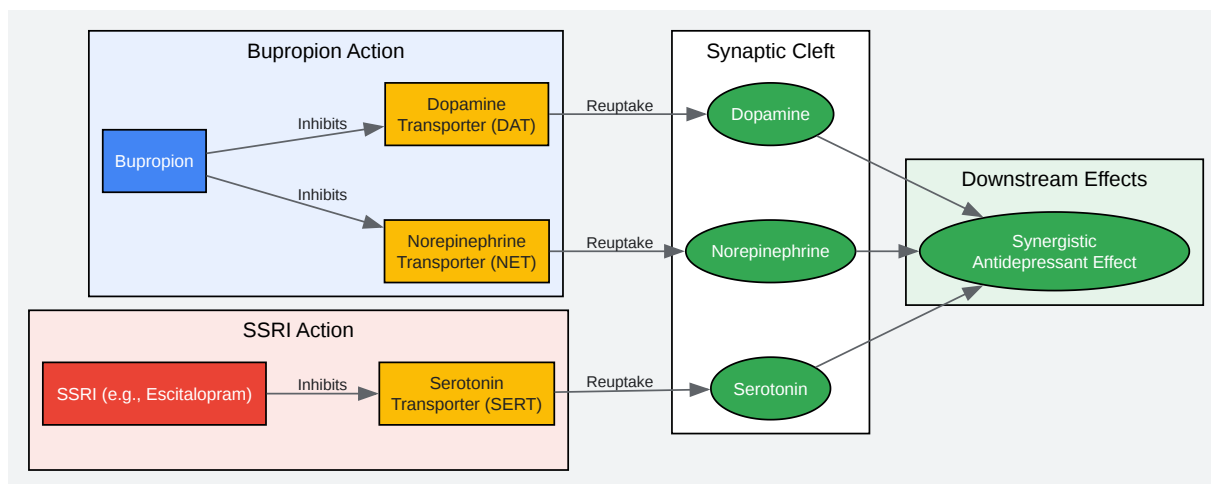 Bupropion Action
Bupropion
Inhibits
Inhibits
Dopamine
Transporter (DAT)
Norepinephrine
Transporter (NET)
SSRI Action
SSRI (e.g., Escitalopram)
Inhibits
Serotonin
Transporter (SERT)
Reuptake
Reuptake
Reuptake
Synaptic Cleft
Dopamine
Norepinephrine
Serotonin
Downstream Effects
Synergistic
Antidepressant Effect